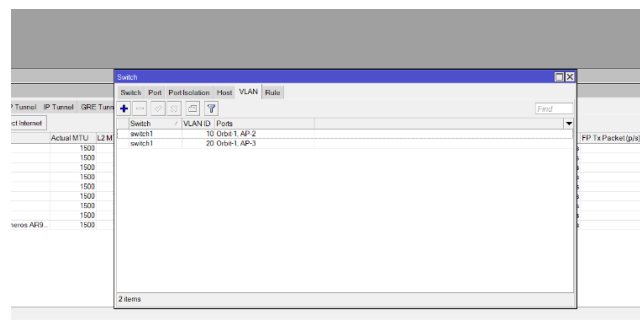 Switch
Switch Port Port Isolation Host VLAN Rule
Tunnel IP Tunnel GRE Tunn
Find
ct Internet
Switch VLAN ID Ports
Actual MTU L2 M
FP Tx Packet (p/s)
switch1 10 Orbit-1, AP-2
switch1 20 Orbit-1, AP-3
1500
1500
1500
1500
1500
1500
1500
1500
heros AR9...
1500
2 items